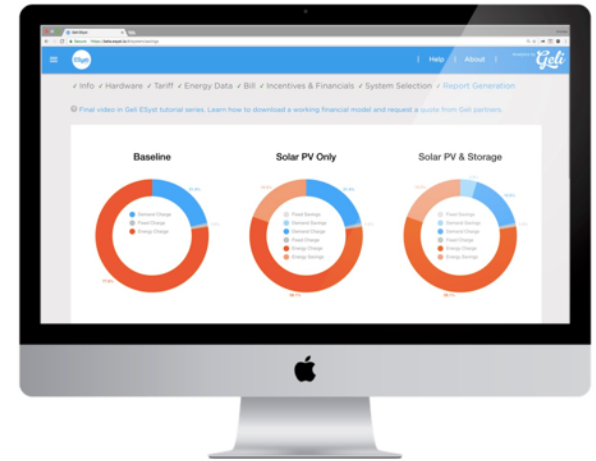 Geli ESyst
ESyst
Help
About
Geli
✓ Info ✓ Hardware ✓ Tariff ✓ Energy Data ✓ Bill ✓ Incentives & Financials ✓ System Selection ✓ Report Generation
Final video in Geli ESyst tutorial series. Learn how to download a working financial model and request a quote from Geli partners
Baseline
Solar PV Only
Solar PV & Storage
Demand Charge
Fixed Charge
Energy Charge
Fixed Savings
Demand Savings
Demand Charge
Fixed Charge
Energy Charge
Energy Savings
Fixed Savings
Demand Savings
Demand Charge
Fixed Charge
Energy Charge
Energy Savings